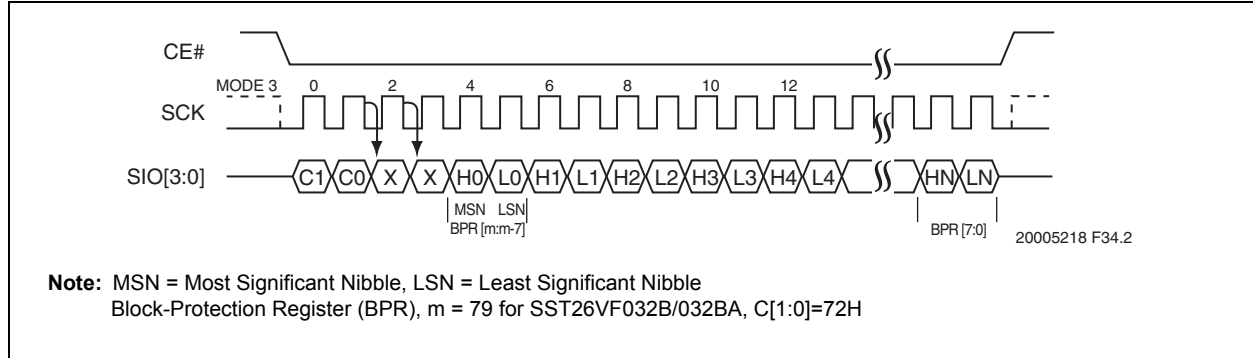 CE#
MODE 3 0 2 4 6 8 10 12
SCK
SIO[3:0] C1 C0 X X H0 L0 H1 L1 H2 L2 H3 L3 H4 L4 HN LN
MSN LSN
BPR [m:m-7] BPR [7:0]
20005218 F34.2
Note: MSN = Most Significant Nibble, LSN = Least Significant Nibble
Block-Protection Register (BPR), m = 79 for SST26VF032B/032BA, C[1:0]=72H